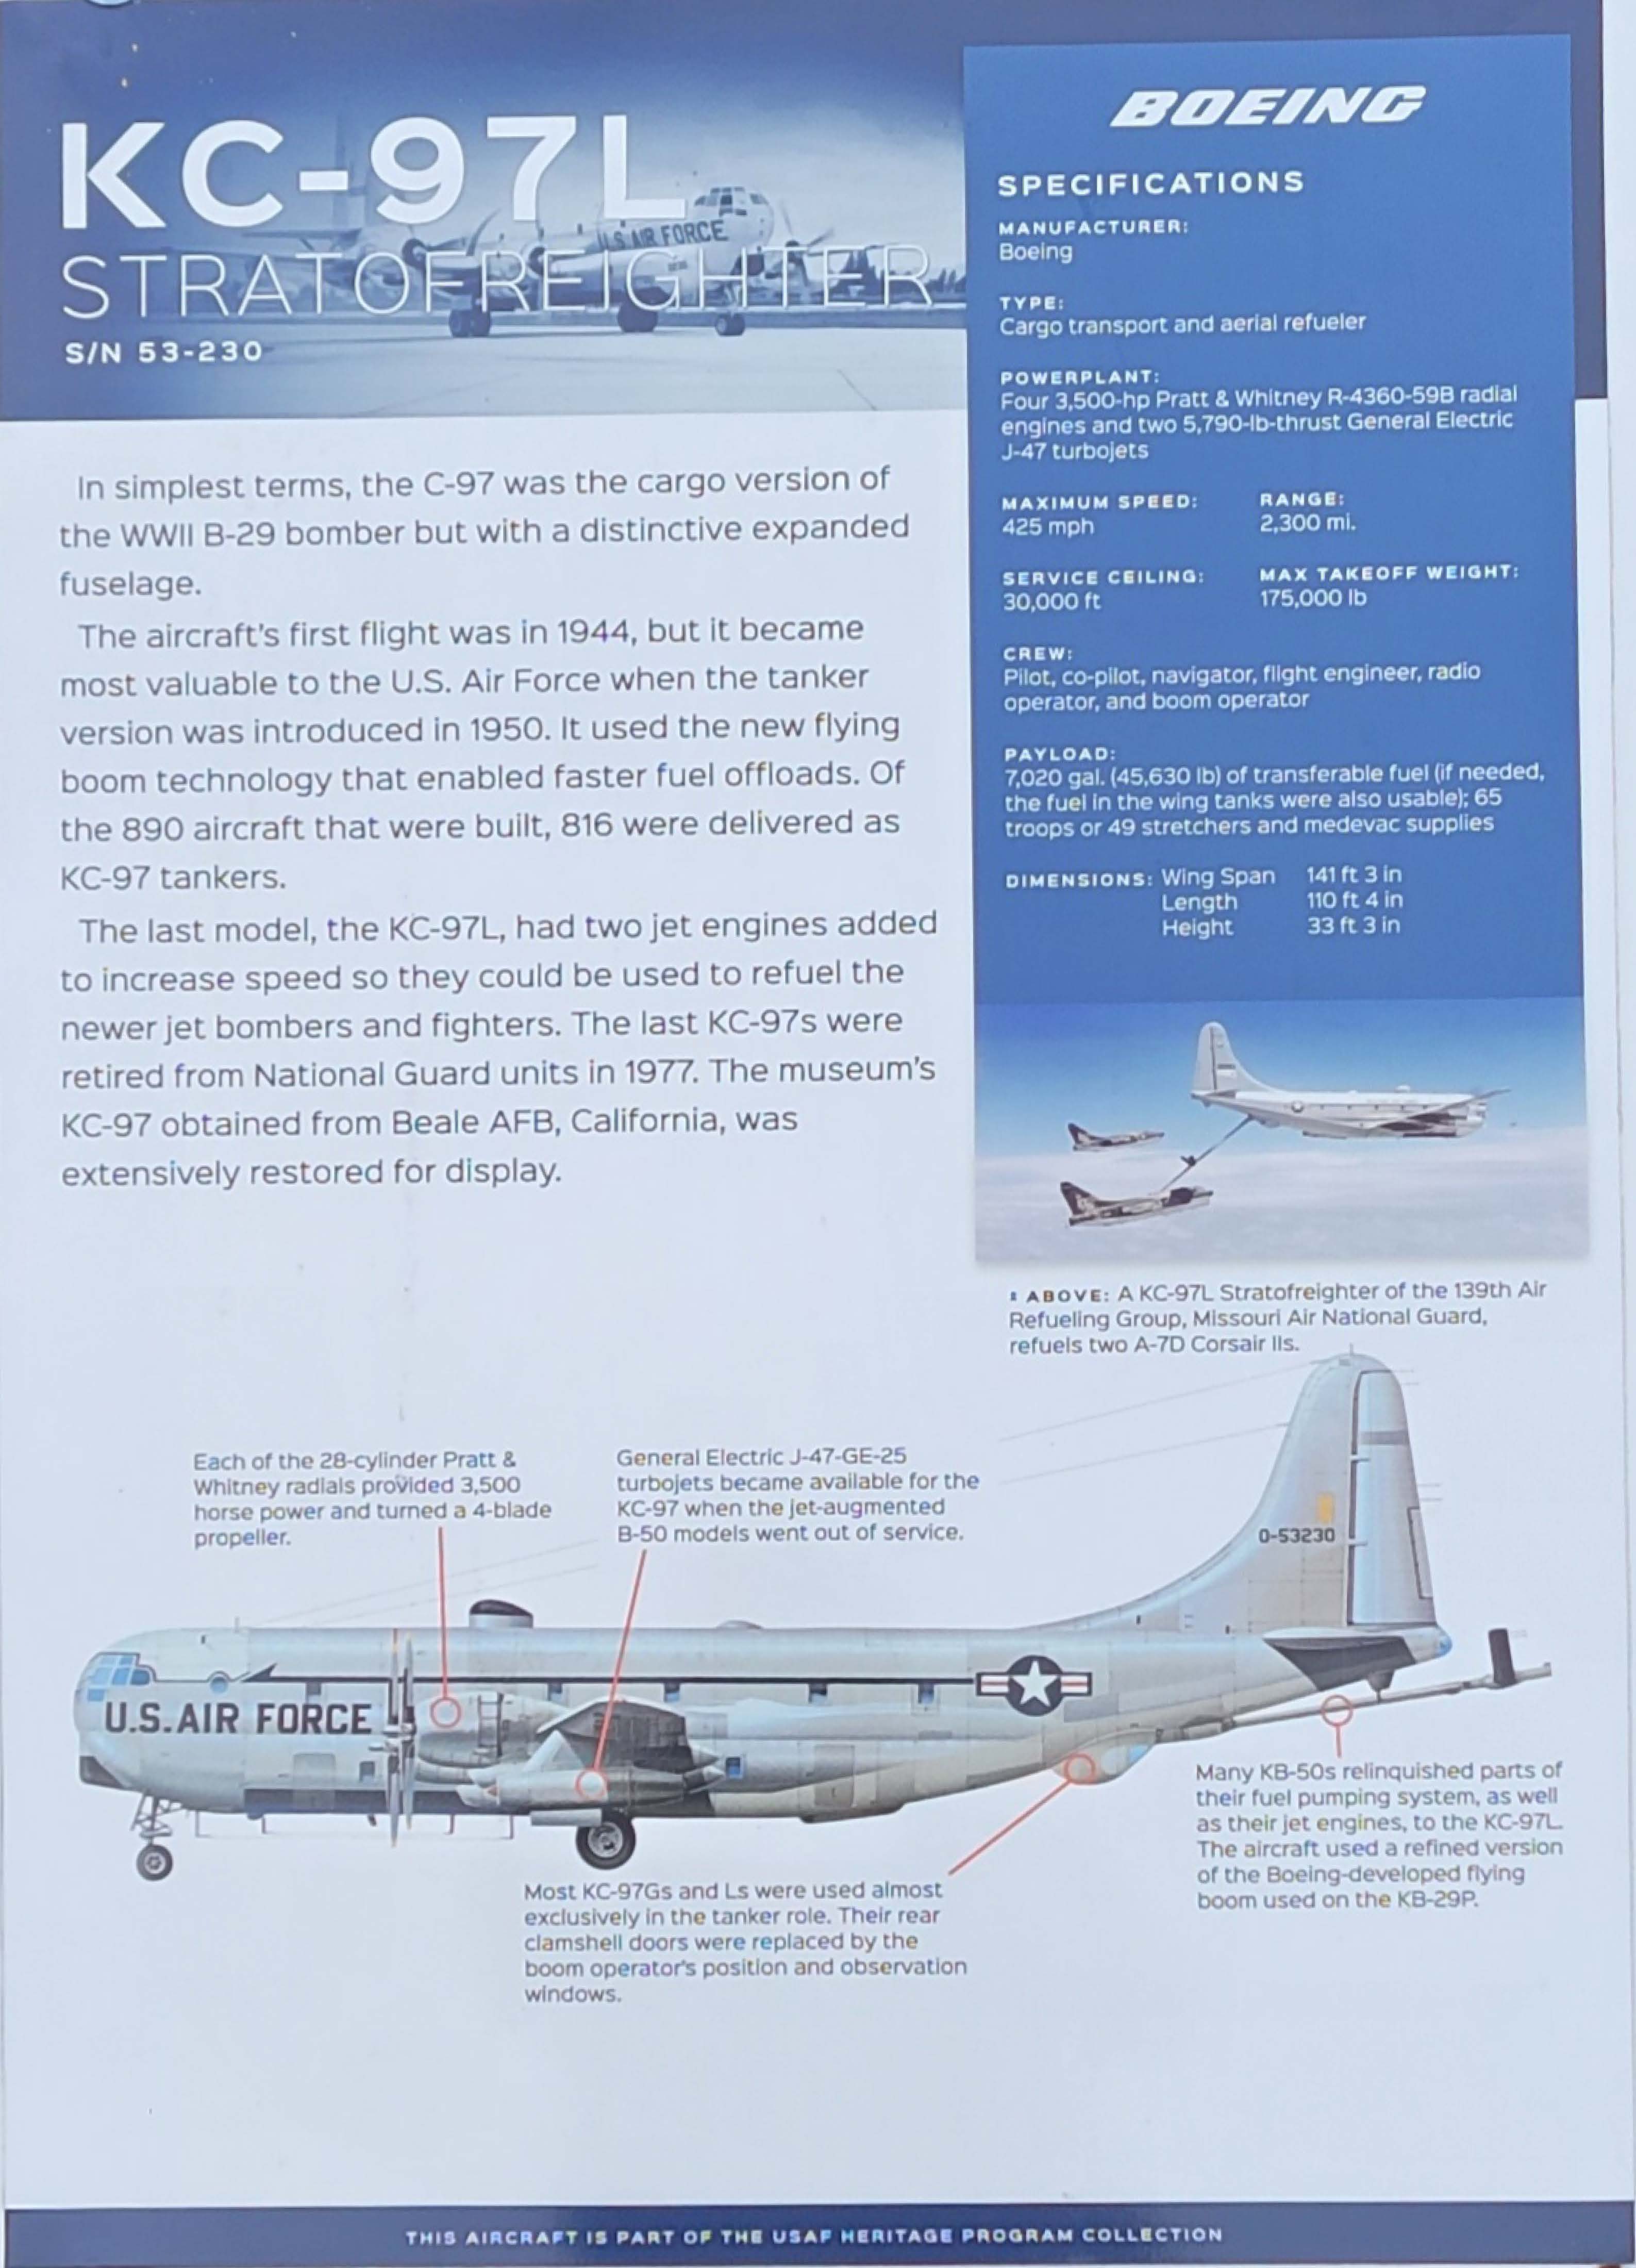 KC-97L
STRATOFREIGHTER
S/N 53-230
U.S. AIR FORCE
In simplest terms, the C-97 was the cargo version of
the WWII B-29 bomber but with a distinctive expanded
fuselage.
The aircraft's first flight was in 1944, but it became
most valuable to the U.S. Air Force when the tanker
version was introduced in 1950. It used the new flying
boom technology that enabled faster fuel offloads. Of
the 890 aircraft that were built, 816 were delivered as
KC-97 tankers.
The last model, the KC-97L, had two jet engines added
to increase speed so they could be used to refuel the
newer jet bombers and fighters. The last KC-97s were
retired from National Guard units in 1977. The museum's
KC-97 obtained from Beale AFB, California, was
extensively restored for display.
BOEING
SPECIFICATIONS
MANUFACTURER:
Boeing
TYPE:
Cargo transport and aerial refueler
POWERPLANT:
Four 3,500-hp Pratt & Whitney R-4360-59B radial
engines and two 5,790-lb-thrust General Electric
J-47 turbojets
MAXIMUM SPEED:
425 mph
RANGE:
2,300 mi.
SERVICE CEILING:
30,000 ft
MAX TAKEOFF WEIGHT:
175,000 lb
CREW:
Pilot, co-pilot, navigator, flight engineer, radio
operator, and boom operator
PAYLOAD:
7,020 gal. (45,630 lb) of transferable fuel (if needed,
the fuel in the wing tanks were also usable); 65
troops or 49 stretchers and medevac supplies
DIMENSIONS: Wing Span 141 ft 3 in
Length 110 ft 4 in
Height 33 ft 3 in
ABOVE: A KC-97L Stratofreighter of the 139th Air
Refueling Group, Missouri Air National Guard,
refuels two A-7D Corsair IIs.
Each of the 28-cylinder Pratt &
Whitney radials provided 3,500
horse power and turned a 4-blade
propeller.
General Electric J-47-GE-25
turbojets became available for the
KC-97 when the jet-augmented
B-50 models went out of service.
0-53230
U.S. AIR FORCE
Many KB-50s relinquished parts of
their fuel pumping system, as well
as their jet engines, to the KC-97L.
The aircraft used a refined version
of the Boeing-developed flying
boom used on the KB-29P.
Most KC-97Gs and Ls were used almost
exclusively in the tanker role. Their rear
clamshell doors were replaced by the
boom operator's position and observation
windows.
THIS AIRCRAFT IS PART OF THE USAF HERITAGE PROGRAM COLLECTION